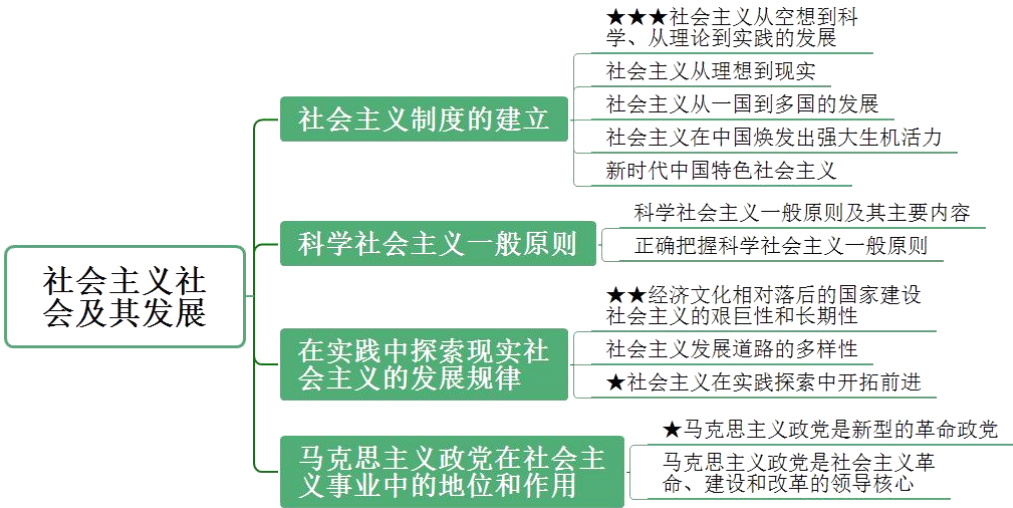 社会主义社
会及其发展
社会主义制度的建立
★★★社会主义从空想到科
学、从理论到实践的发展
社会主义从理想到现实
社会主义从一国到多国的发展
社会主义在中国焕发出强大生机活力
新时代中国特色社会主义
科学社会主义一般原则
科学社会主义一般原则及其主要内容
正确把握科学社会主义一般原则
在实践中探索现实社
会主义的发展规律
★★经济文化相对落后的国家建设
社会主义的艰巨性和长期性
社会主义发展道路的多样性
★社会主义在实践探索中开拓前进
马克思主义政党在社会主
义事业中的地位和作用
★马克思主义政党是新型的革命政党
马克思主义政党是社会主义革
命、建设和改革的领导核心